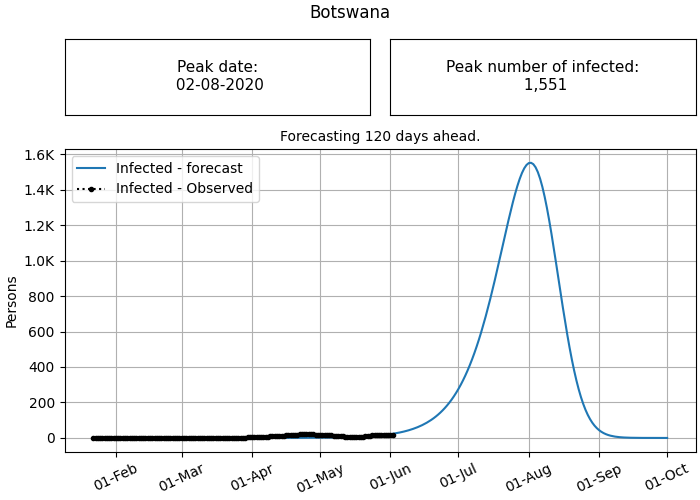 Botswana
Peak date:
02-08-2020
Peak number of infected:
1,551
Forecasting 120 days ahead.
Infected - forecast
Infected - Observed
Persons
1.6K
1.4K
1.2K
1.0K
800
600
400
200
0
01-Feb
01-Mar
01-Apr
01-May
01-Jun
01-Jul
01-Aug
01-Sep
01-Oct